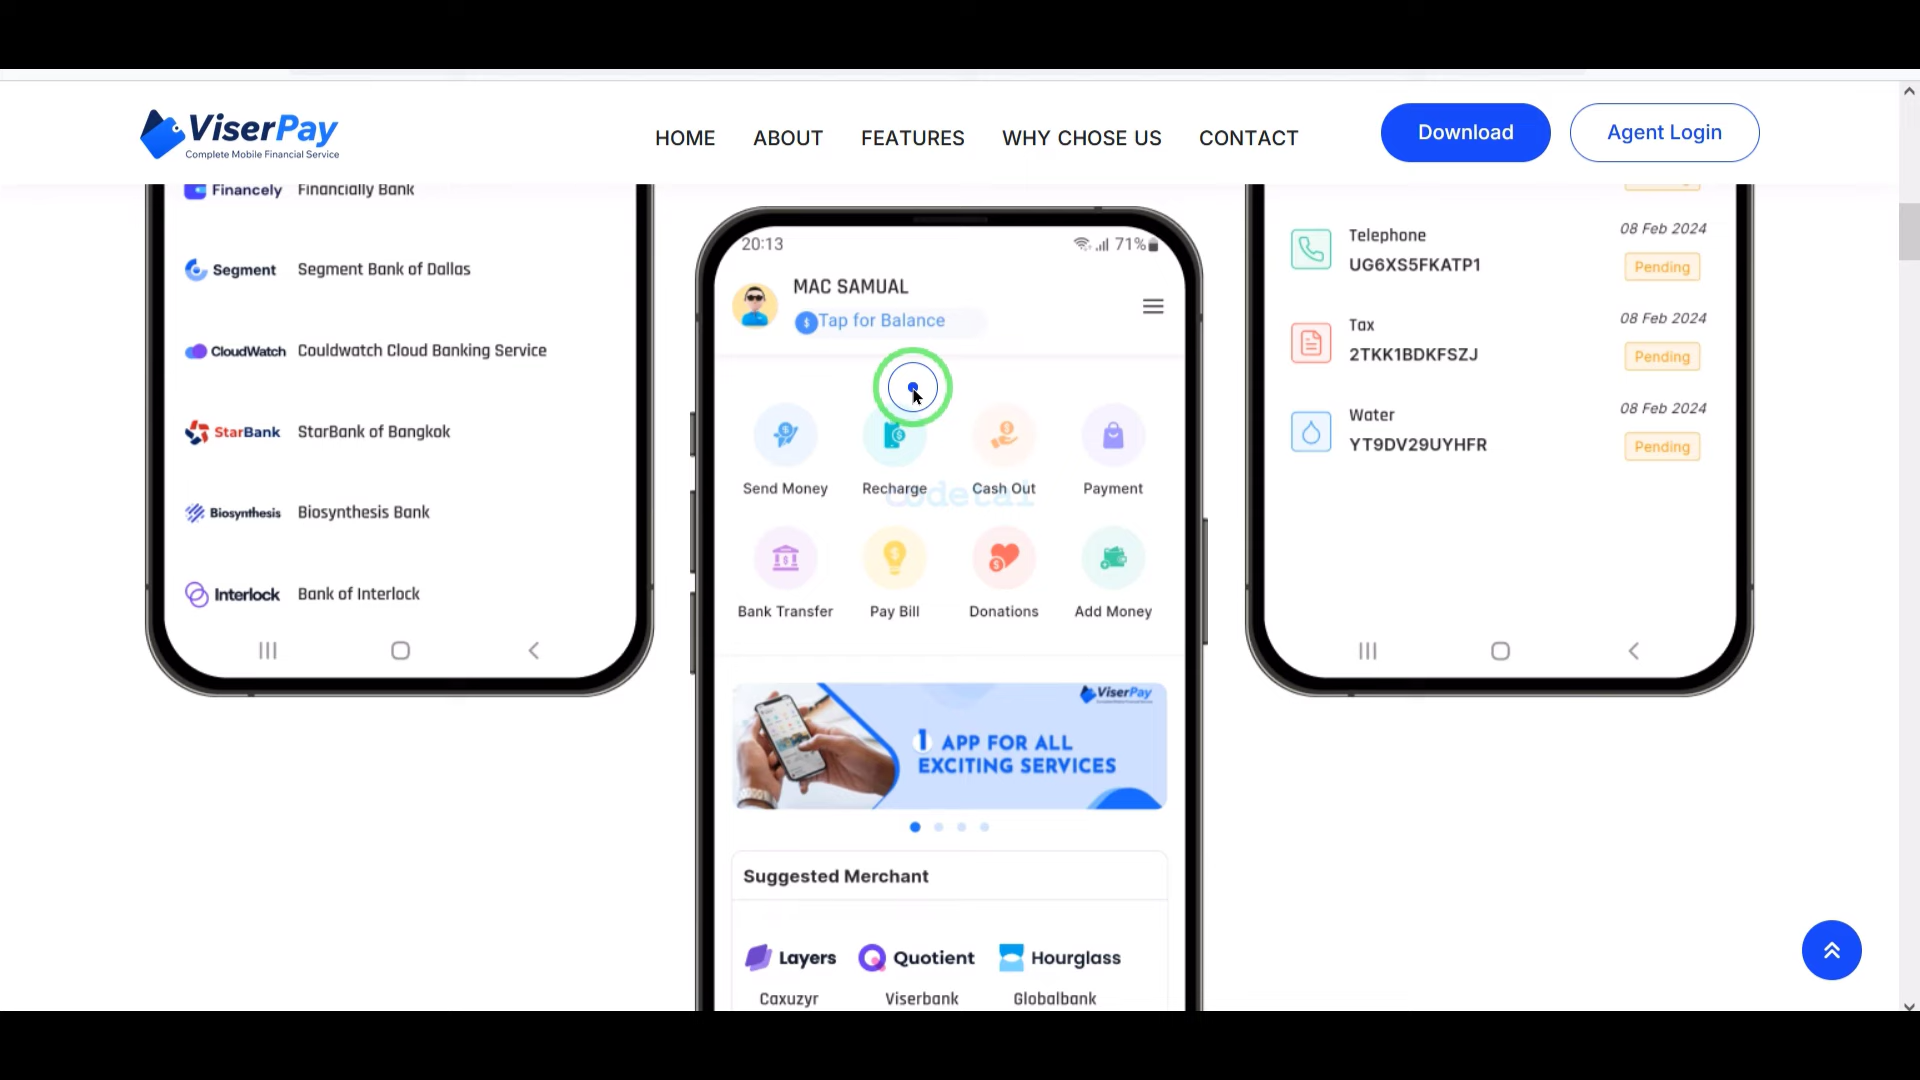 ViserPay
Complete Mobile Financial Service
HOME
ABOUT
FEATURES
WHY CHOSE US
CONTACT
Download
Agent Login
Financely
Financially Bank
Segment
Segment Bank of Dallas
CloudWatch
Couldwatch Cloud Banking Service
StarBank
StarBank of Bangkok
Biosynthesis
Biosynthesis Bank
Interlock
Bank of Interlock
20:13
71%
MAC SAMUAL
Tap for Balance
Send Money
Recharge
Cash Out
Payment
Bank Transfer
Pay Bill
Donations
Add Money
ViserPay
1 APP FOR ALL
EXCITING SERVICES
Suggested Merchant
Layers
Quotient
Hourglass
Caxuzyr
Viserbank
Globalbank
Telephone
UG6XS5FKATP1
08 Feb 2024
Pending
Tax
2TKK1BDKFSZJ
08 Feb 2024
Pending
Water
YT9DV29UYHFR
08 Feb 2024
Pending